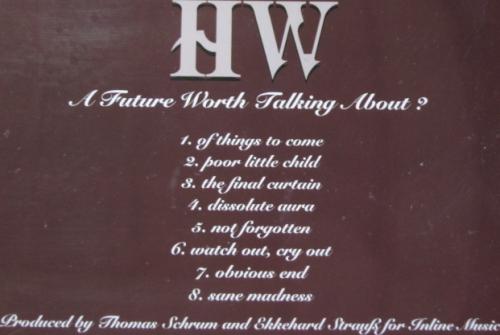 HW
A Future Worth Talking About ?
1. of things to come
2. poor little child
3. the final curtain
4. dissolute aura
5. not forgotten
6. watch out, cry out
7. obvious end
8. sane madness
Produced by Thomas Schrum and Ekkehard Strauß for Inline Music